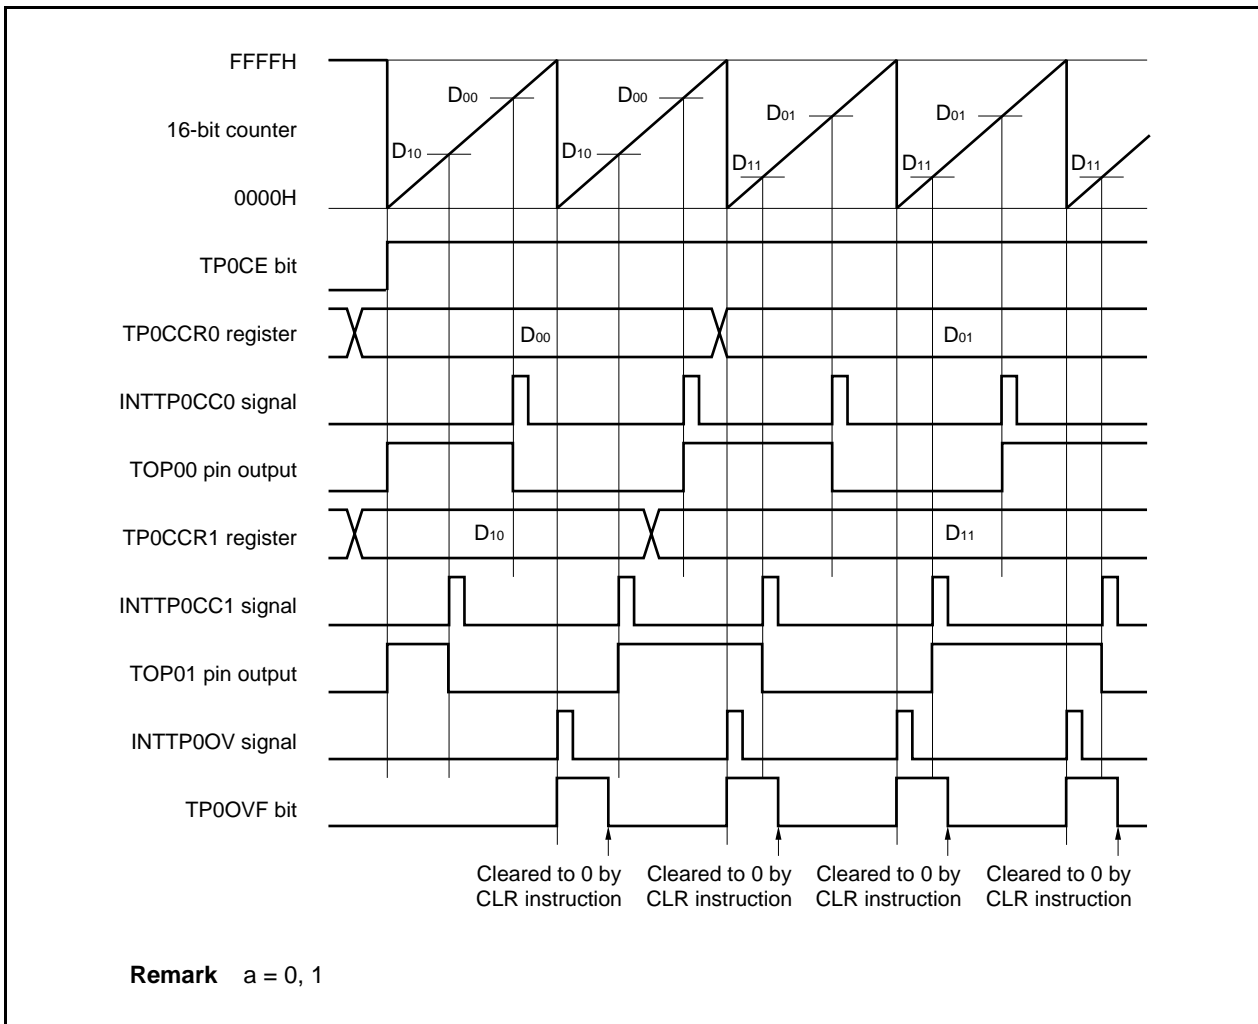 FFFFH
D00
D00
D01
D01
16-bit counter
D10
D10
D11
D11
D11
0000H
TP0CE bit
TP0CCR0 register
D00
D01
INTTP0CC0 signal
TOP00 pin output
TP0CCR1 register
D10
D11
INTTP0CC1 signal
TOP01 pin output
INTTP0OV signal
TP0OVF bit
Cleared to 0 by
CLR instruction
Cleared to 0 by
CLR instruction
Cleared to 0 by
CLR instruction
Cleared to 0 by
CLR instruction
Remark a = 0, 1